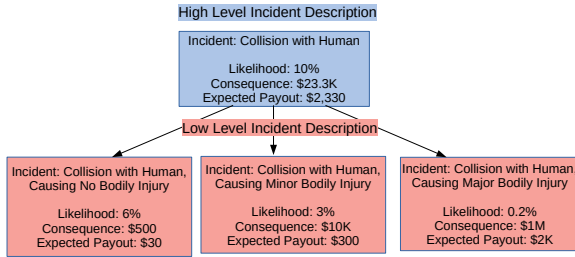 High Level Incident Description
Incident: Collision with Human
Likelihood: 10%
Consequence: $23.3K
Expected Payout: $2,330
Low Level Incident Description
Incident: Collision with Human,
Causing No Bodily Injury
Likelihood: 6%
Consequence: $500
Expected Payout: $30
Incident: Collision with Human,
Causing Minor Bodily Injury
Likelihood: 3%
Consequence: $10K
Expected Payout: $300
Incident: Collision with Human,
Causing Major Bodily Injury
Likelihood: 0.2%
Consequence: $1M
Expected Payout: $2K